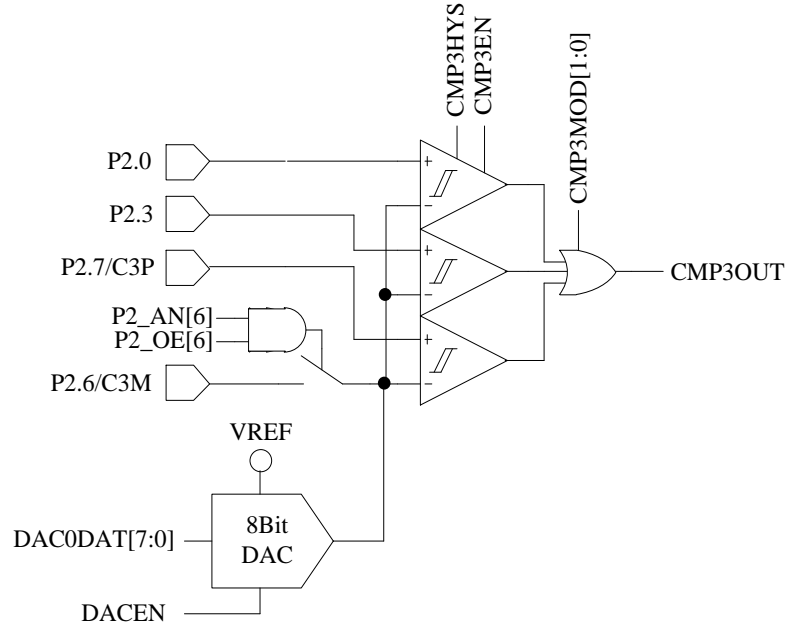 CMP3HYS
CMP3EN
CMP3MOD[1:0]
P2.0
+
-
P2.3
+
CMP3OUT
P2.7/C3P
-
P2_AN[6]
P2_OE[6]
+
P2.6/C3M
-
VREF
DAC0DAT[7:0]
8Bit
DAC
DACEN